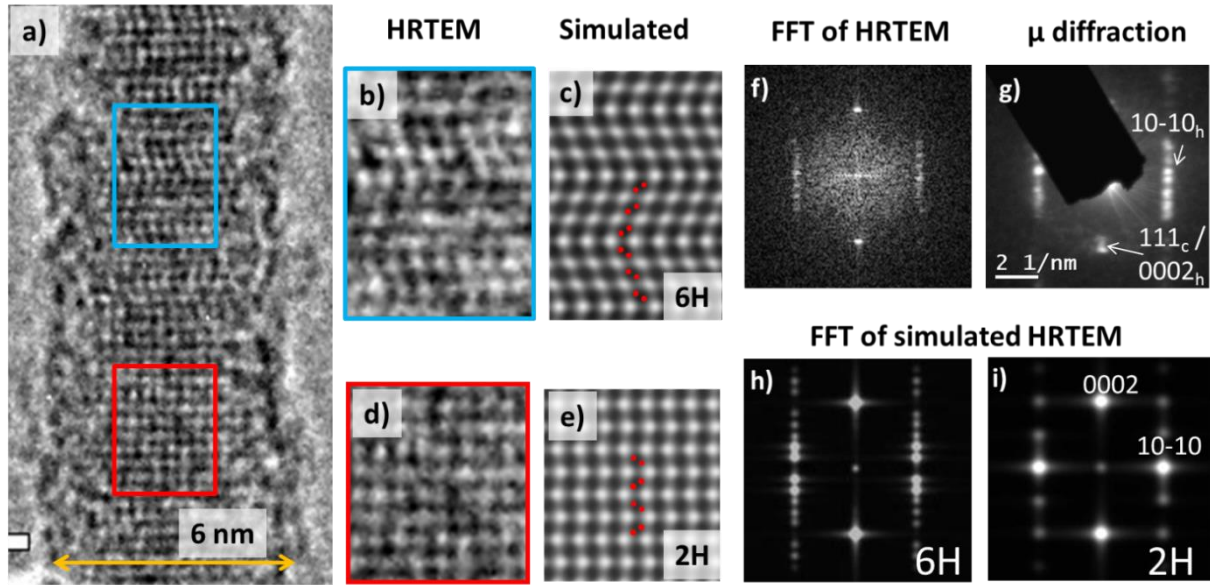 a)
6 nm
HRTEM
Simulated
b)
c)
6H
d)
e)
2H
FFT of HRTEM
μ diffraction
f)
g)
10-10h
111c /
0002h
2 1/nm
FFT of simulated HRTEM
h)
6H
i)
0002
10-10
2H